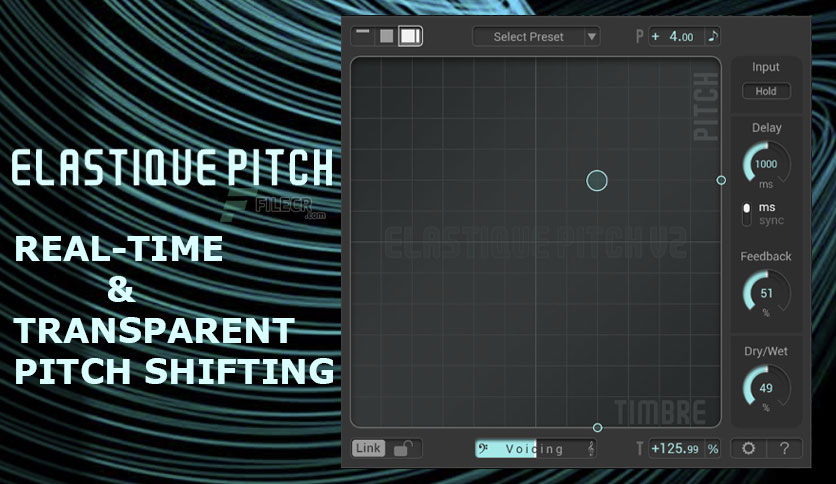 ELASTIQUE PITCH
FILECR
.com
REAL-TIME
&
TRANSPARENT
PITCH SHIFTING
Select Preset
P + 4.00
PITCH
ELASTIQUE PITCH V2
TIMBRE
Input
Hold
Delay
1000
ms
ms
sync
Feedback
51
%
Dry/Wet
49
%
Link
Voicing
T +125.99 %
?